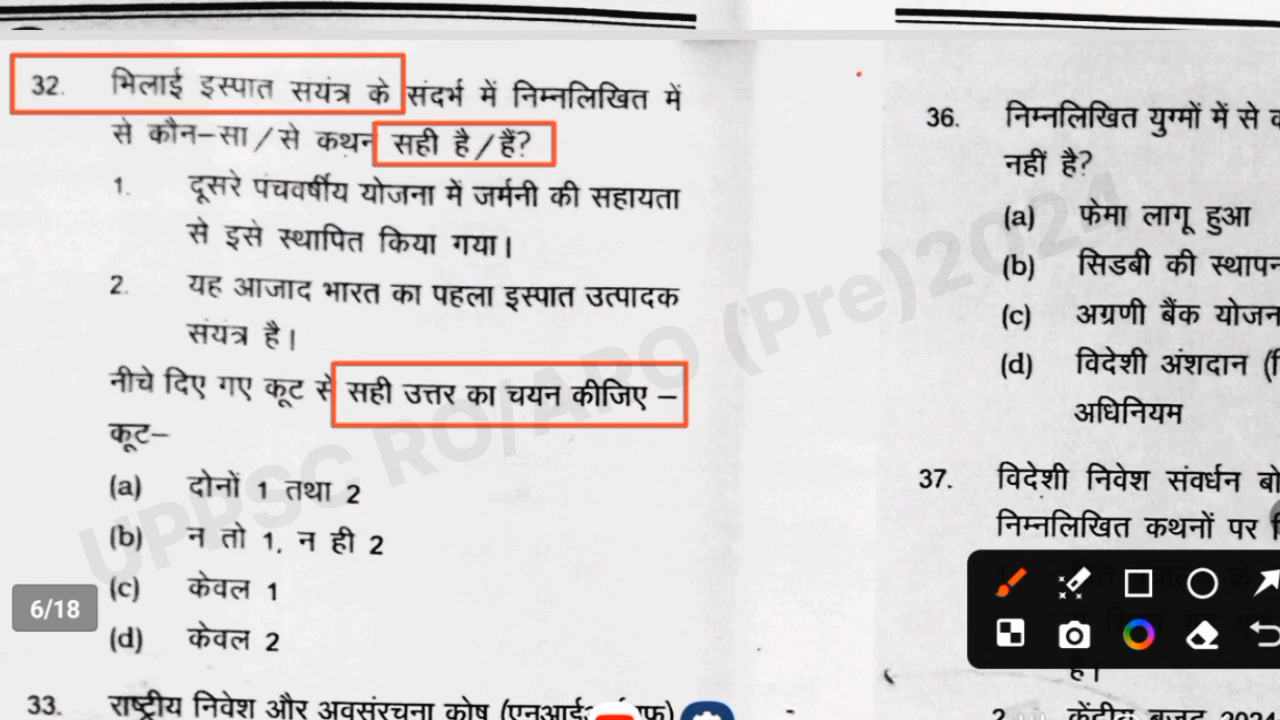 32. भिलाई इस्पात संयंत्र के संदर्भ में निम्नलिखित में
से कौन-सा / से कथन सही है / हैं?
1. दूसरे पंचवर्षीय योजना में जर्मनी की सहायता
से इसे स्थापित किया गया।
2. यह आजाद भारत का पहला इस्पात उत्पादक
संयंत्र है।
नीचे दिए गए कूट से सही उत्तर का चयन कीजिए –
कूट–
(a) दोनों 1 तथा 2
(b) न तो 1, न ही 2
(c) केवल 1
(d) केवल 2
33. राष्ट्रीय निवेश और अवसंरचना कोष
6/18
UPPSC RO/ARO (Pre)2024
36. निम्नलिखित युग्मों में से
नहीं है?
(a) फेमा लागू हुआ
(b) सिडबी की
(c) अग्रणी बैंक
(d) विदेशी अंशदान
अधिनियम
37. विदेशी निवेश संवर्धन
निम्नलिखित कथनों पर
है।
2. केंद्रीय बजट 2024